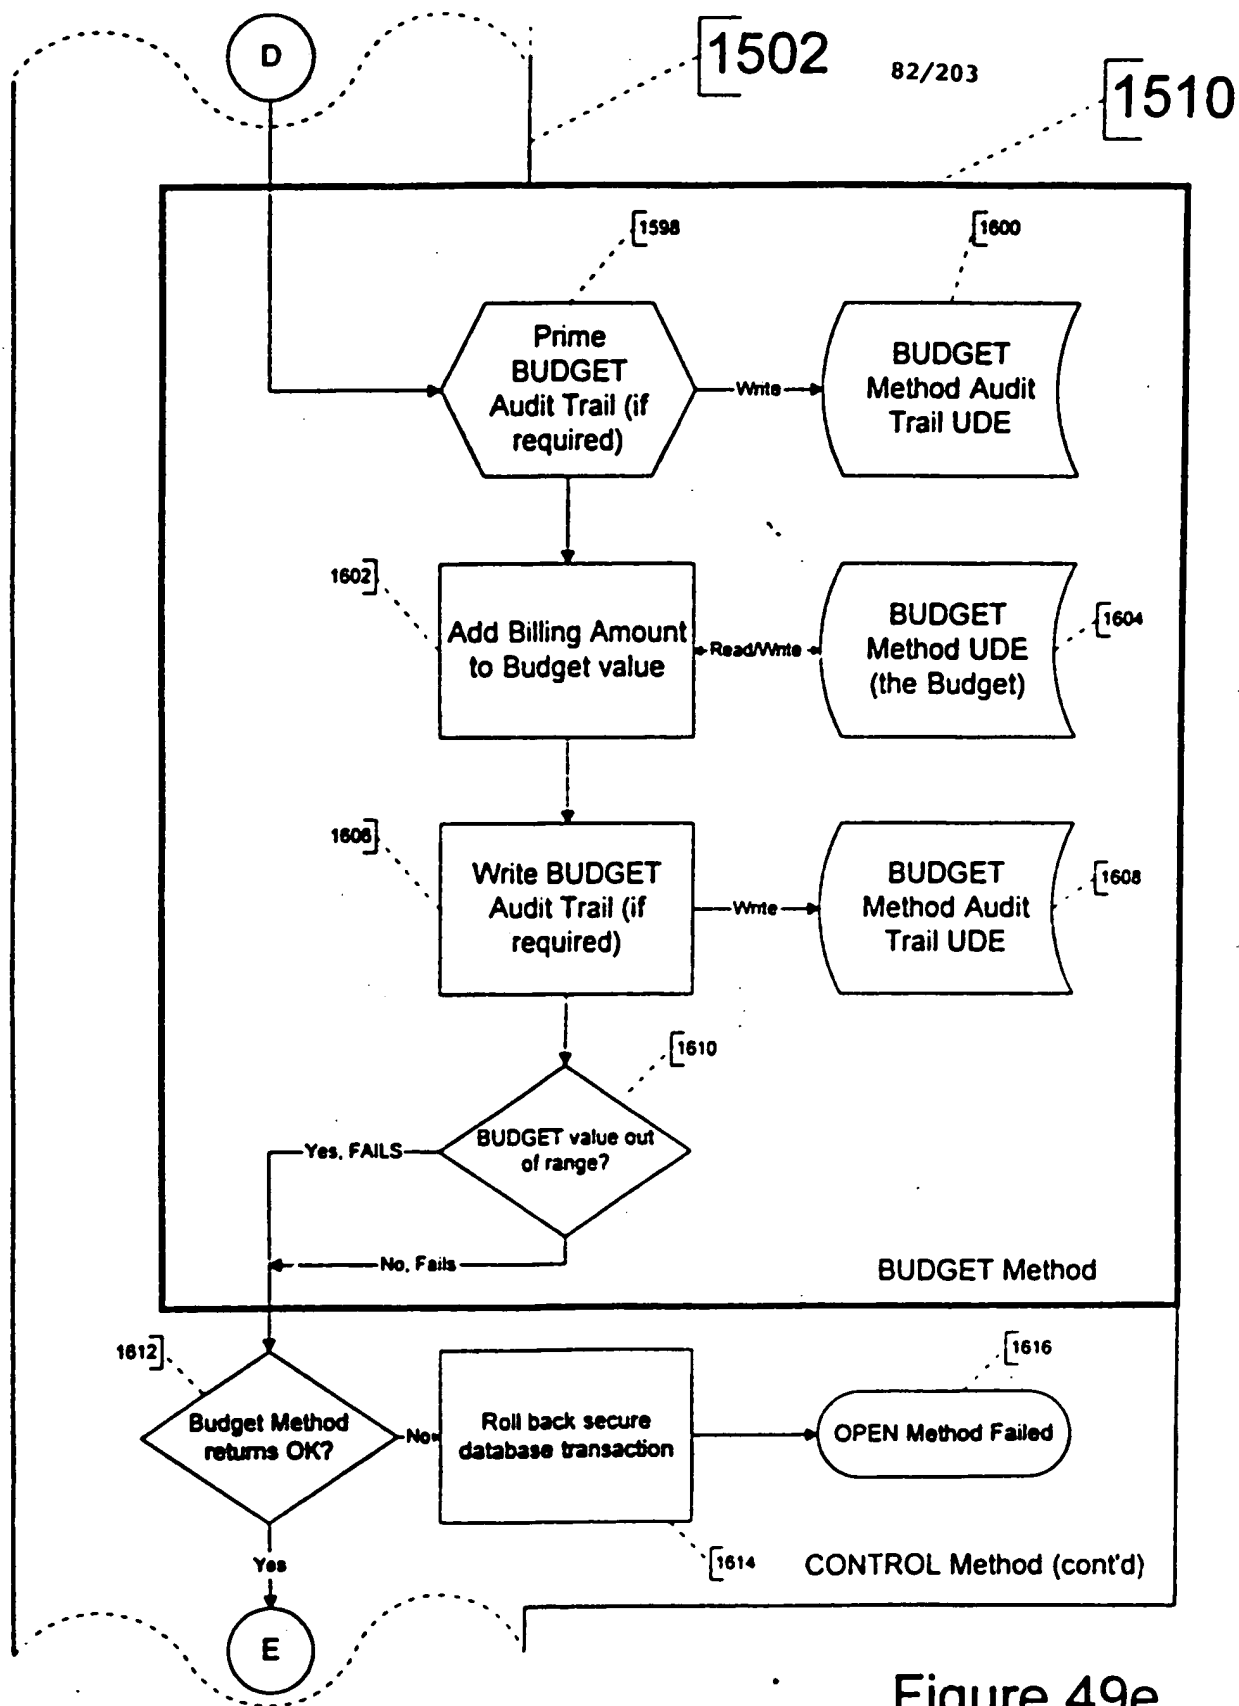 D
1502
82/203
1510
1598
1600
Prime
BUDGET
Audit Trail (if
required)
Write
BUDGET
Method Audit
Trail UDE
1602
Add Billing Amount
to Budget value
Read/Write
BUDGET
Method UDE
(the Budget)
1604
1606
Write BUDGET
Audit Trail (if
required)
Write
BUDGET
Method Audit
Trail UDE
1608
1610
BUDGET value out
of range?
Yes, FAILS
No, Fails
BUDGET Method
1612
Budget Method
returns OK?
No
Roll back secure
database transaction
1616
OPEN Method Failed
Yes
1614
CONTROL Method (cont'd)
E
Figure 49e